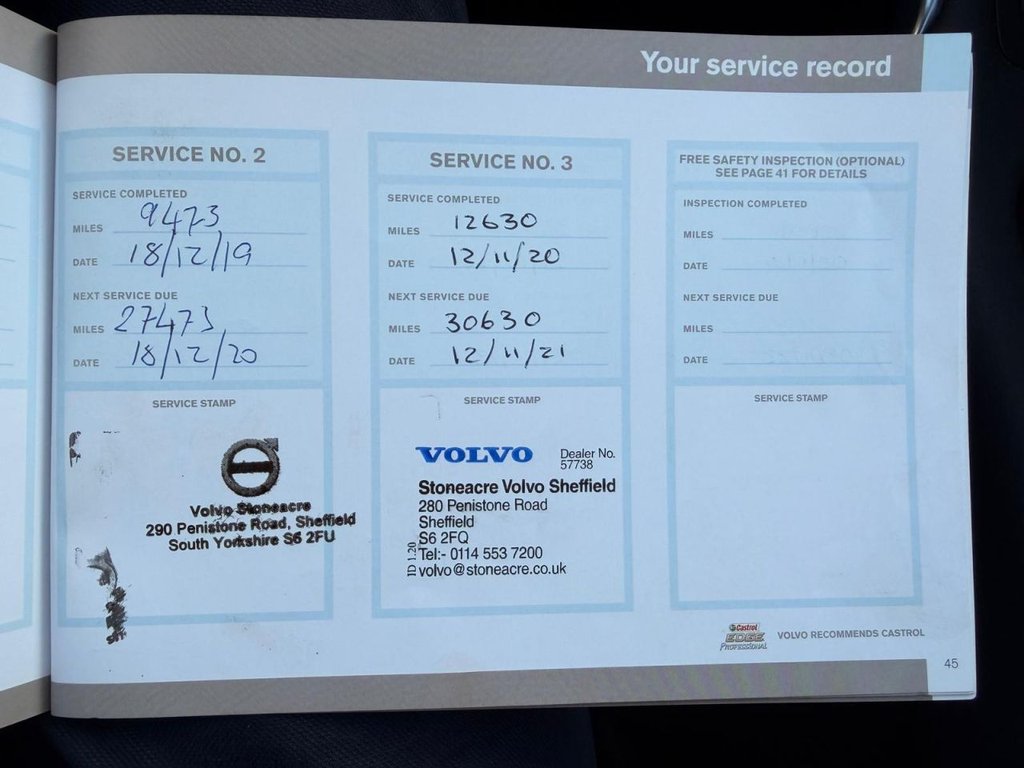 Your service record
SERVICE NO. 2
SERVICE COMPLETED
MILES 9473
DATE 18/12/19
NEXT SERVICE DUE
MILES 27473
DATE 18/12/20
SERVICE STAMP
Volvo Stoneacre
290 Penistone Road, Sheffield
South Yorkshire S6 2FU
SERVICE NO. 3
SERVICE COMPLETED
MILES 12630
DATE 12/11/20
NEXT SERVICE DUE
MILES 30630
DATE 12/11/21
SERVICE STAMP
VOLVO Dealer No.
57738
Stoneacre Volvo Sheffield
280 Penistone Road
Sheffield
S6 2FQ
Tel:- 0114 553 7200
volvo@stoneacre.co.uk
ID 1.20
FREE SAFETY INSPECTION (OPTIONAL)
SEE PAGE 41 FOR DETAILS
INSPECTION COMPLETED
MILES
DATE
NEXT SERVICE DUE
MILES
DATE
SERVICE STAMP
Castrol
EDGE
PROFESSIONAL
VOLVO RECOMMENDS CASTROL
45